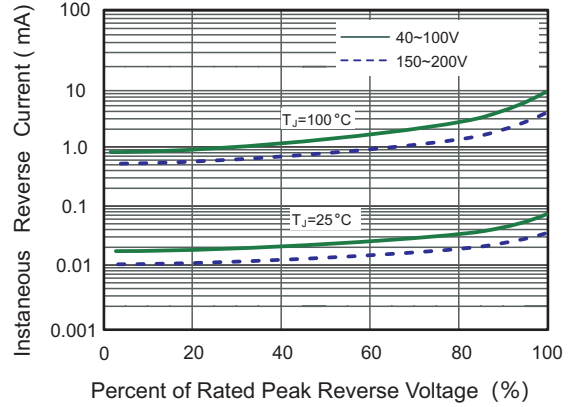 Instaneous Reverse Current ( mA)
100
10
1.0
0.1
0.01
0.001
40~100V
150~200V
TJ=100°C
TJ=25°C
0 20 40 60 80 100
Percent of Rated Peak Reverse Voltage (%)